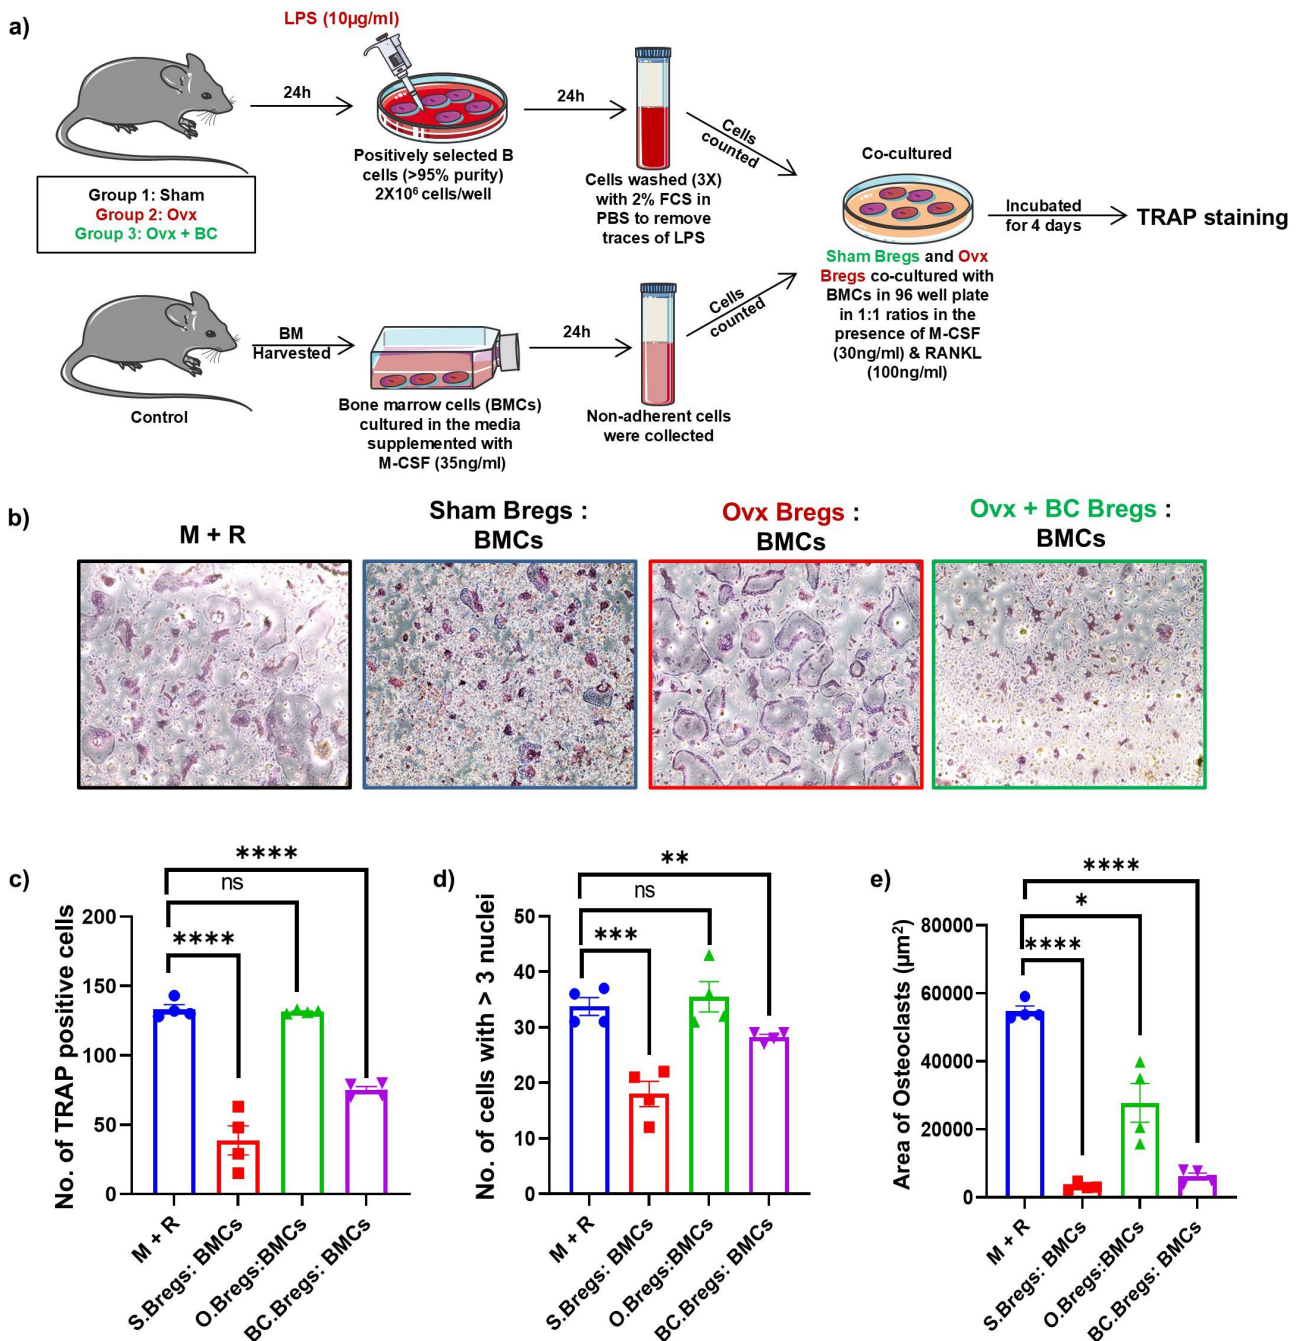 a)
LPS (10µg/ml)
24h
24h
Cells
counted
Positively selected B
cells (>95% purity)
2X10⁶ cells/well
Cells washed (3X)
with 2% FCS in
PBS to remove
traces of LPS
Group 1: Sham
Group 2: Ovx
Group 3: Ovx + BC
Co-cultured
Incubated
for 4 days
TRAP staining
Sham Bregs and Ovx
Bregs co-cultured with
BMCs in 96 well plate
in 1:1 ratios in the
presence of M-CSF
(30ng/ml) & RANKL
(100ng/ml)
BM
Harvested
24h
Cells
counted
Control
Bone marrow cells (BMCs)
cultured in the media
supplemented with
M-CSF (35ng/ml)
Non-adherent cells
were collected
b)
M + R
Sham Bregs :
BMCs
Ovx Bregs :
BMCs
Ovx + BC Bregs :
BMCs
c)
No. of TRAP positive cells
200
150
100
50
0
****
ns
****
M + R
S.Bregs: BMCs
O.Bregs:BMCs
BC.Bregs: BMCs
d)
No. of cells with > 3 nuclei
50
40
30
20
10
0
**
ns
***
M + R
S.Bregs: BMCs
O.Bregs:BMCs
BC.Bregs: BMCs
e)
Area of Osteoclasts (µm²)
80000
60000
40000
20000
0
****
*
****
M + R
S.Bregs: BMCs
O.Bregs:BMCs
BC.Bregs: BMCs